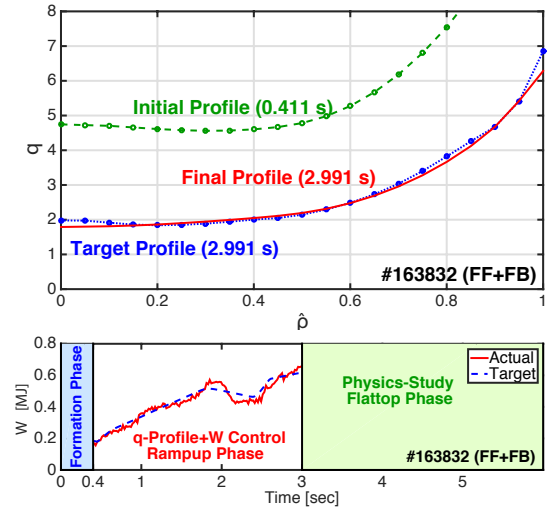 8
7
6
5
4
3
2
1
0
q
Initial Profile (0.411 s)
Final Profile (2.991 s)
Target Profile (2.991 s)
#163832 (FF+FB)
0 0.2 0.4 0.6 0.8 1
ρ̂
0.8
0.6
0.4
0.2
0
W [MJ]
Formation Phase
q-Profile+W Control
Rampup Phase
Physics-Study
Flattop Phase
Actual
Target
#163832 (FF+FB)
0 0.4 1 2 3 4 5
Time [sec]